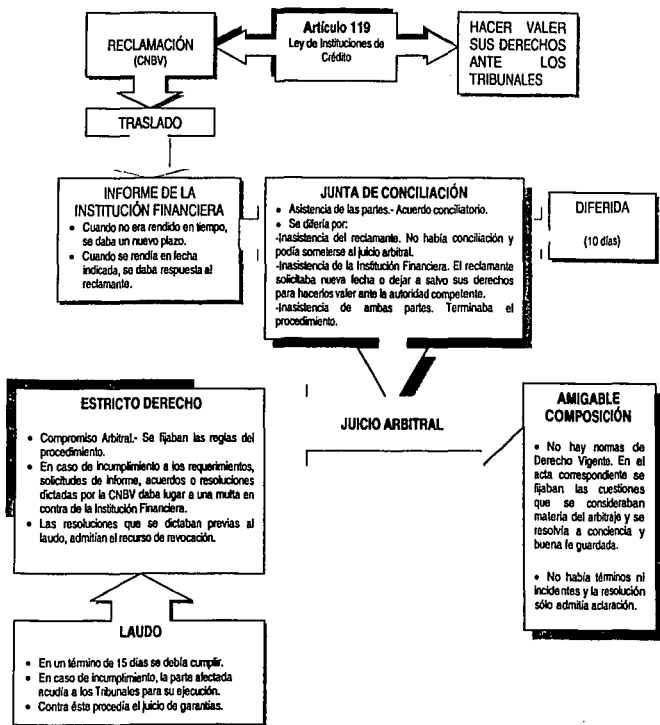 RECLAMACIÓN
(CNBV)
Artículo 119
Ley de Instituciones de
Crédito
HACER VALER
SUS DERECHOS
ANTE LOS
TRIBUNALES
TRASLADO
INFORME DE LA
INSTITUCIÓN FINANCIERA
• Cuando no era rendido en tiempo,
se daba un nuevo plazo.
• Cuando se rendía en fecha
indicada, se daba respuesta al
reclamante.
JUNTA DE CONCILIACIÓN
• Asistencia de las partes.- Acuerdo conciliatorio.
• Se difería por:
-Inasistencia del reclamante. No había conciliación y
podía someterse al juicio arbitral.
-Inasistencia de la Institución Financiera. El reclamante
solicitaba nueva fecha o dejar a salvo sus derechos
para hacerlos valer ante la autoridad competente.
-Inasistencia de ambas partes. Terminaba el
procedimiento.
DIFERIDA
(10 días)
JUICIO ARBITRAL
ESTRICTO DERECHO
• Compromiso Arbitral.- Se fijaban las reglas del
procedimiento.
• En caso de incumplimiento a los requerimientos,
solicitudes de informe, acuerdos o resoluciones
dictadas por la CNBV daba lugar a una multa en
contra de la Institución Financiera.
• Las resoluciones que se dictaban previas al
laudo, admitían el recurso de revocación.
AMIGABLE
COMPOSICIÓN
• No hay normas de
Derecho Vigente. En el
acta correspondiente se
fijaban las cuestiones
que se consideraban
materia del arbitraje y se
resolvía a conciencia y
buena fe guardada.
• No había términos ni
incidentes y la resolución
sólo admitía aclaración.
LAUDO
• En un término de 15 días se debía cumplir.
• En caso de incumplimiento, la parte afectada
acudía a los Tribunales para su ejecución.
• Contra éste procedía el juicio de garantías.